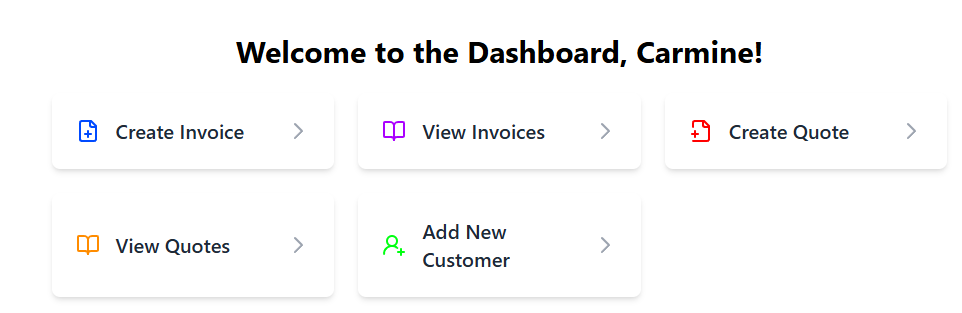 Welcome to the Dashboard, Carmine!
Create Invoice
View Invoices
Create Quote
View Quotes
Add New
Customer